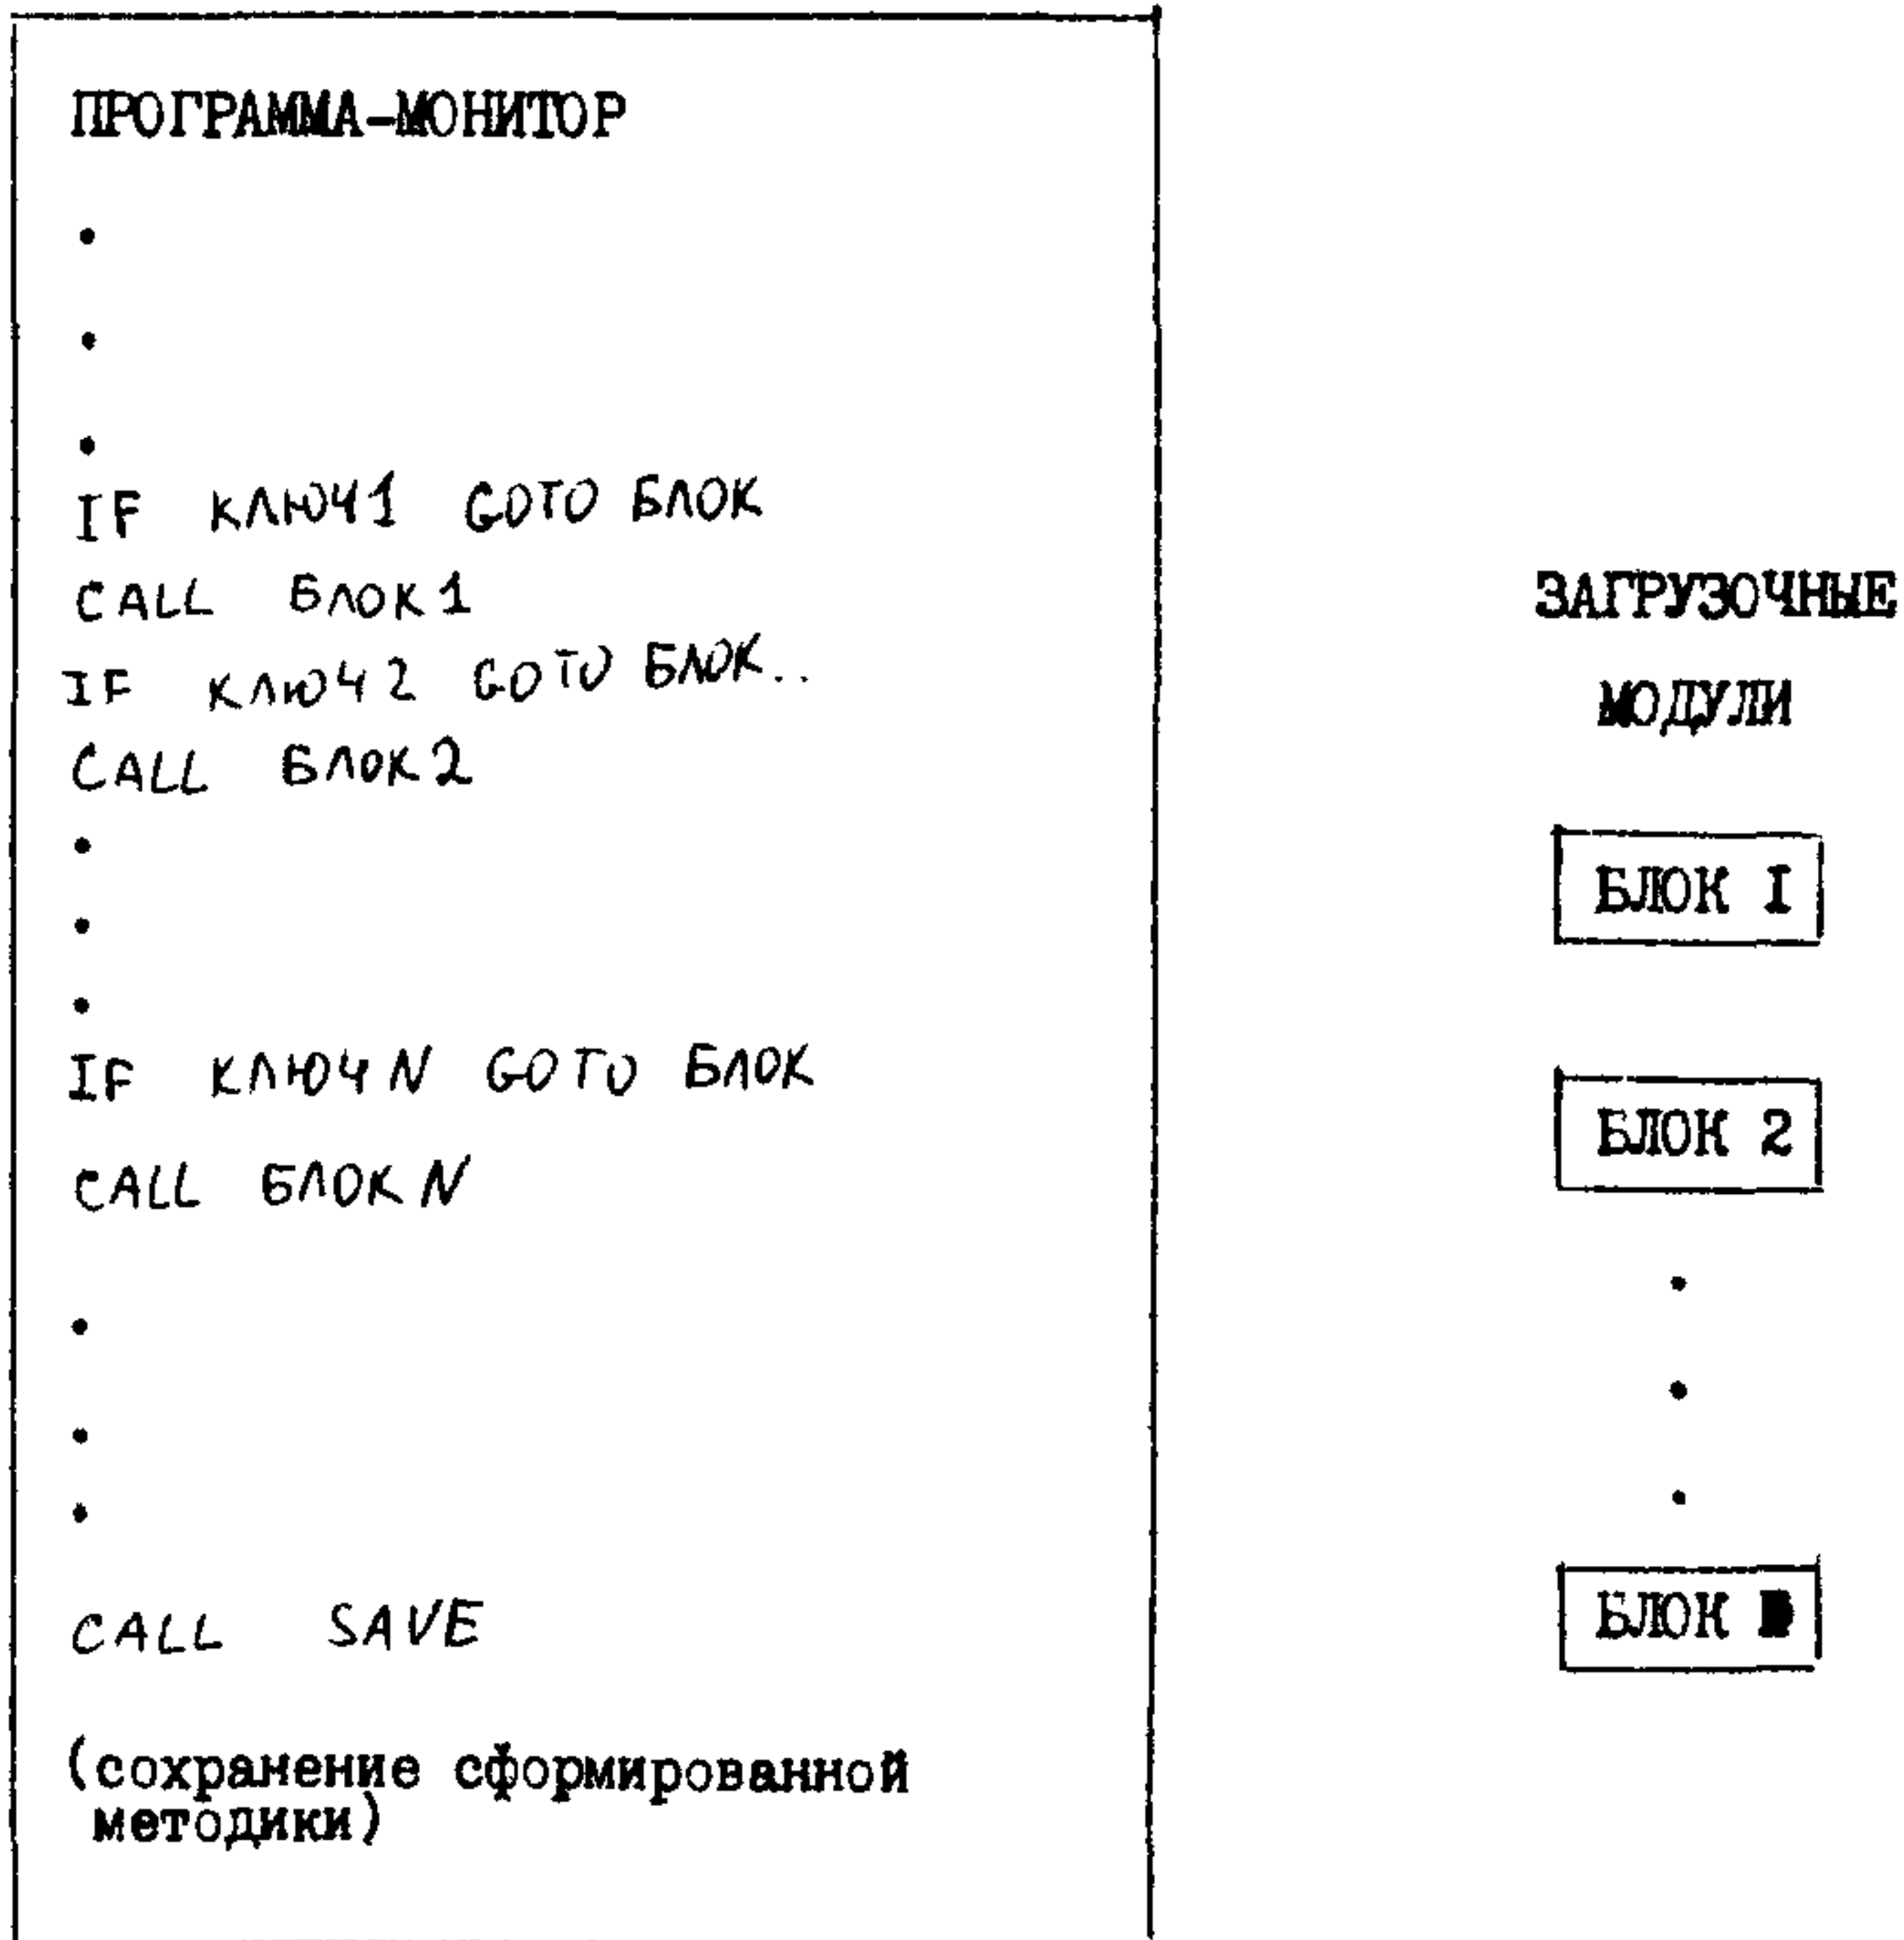 ПРОГРАММА-МОНИТОР
.
.
.
IF КЛЮЧ1 GOTO БЛОК
CALL БЛОК1
IF КЛЮЧ2 GOTO БЛОК..
CALL БЛОК2
.
.
.
IF КЛЮЧN GOTO БЛОК
CALL БЛОКN
.
.
.
CALL SAVE
(сохранение сформированной
методики)
ЗАГРУЗОЧНЫЕ
МОДУЛИ
БЛОК I
БЛОК 2
.
.
.
БЛОК